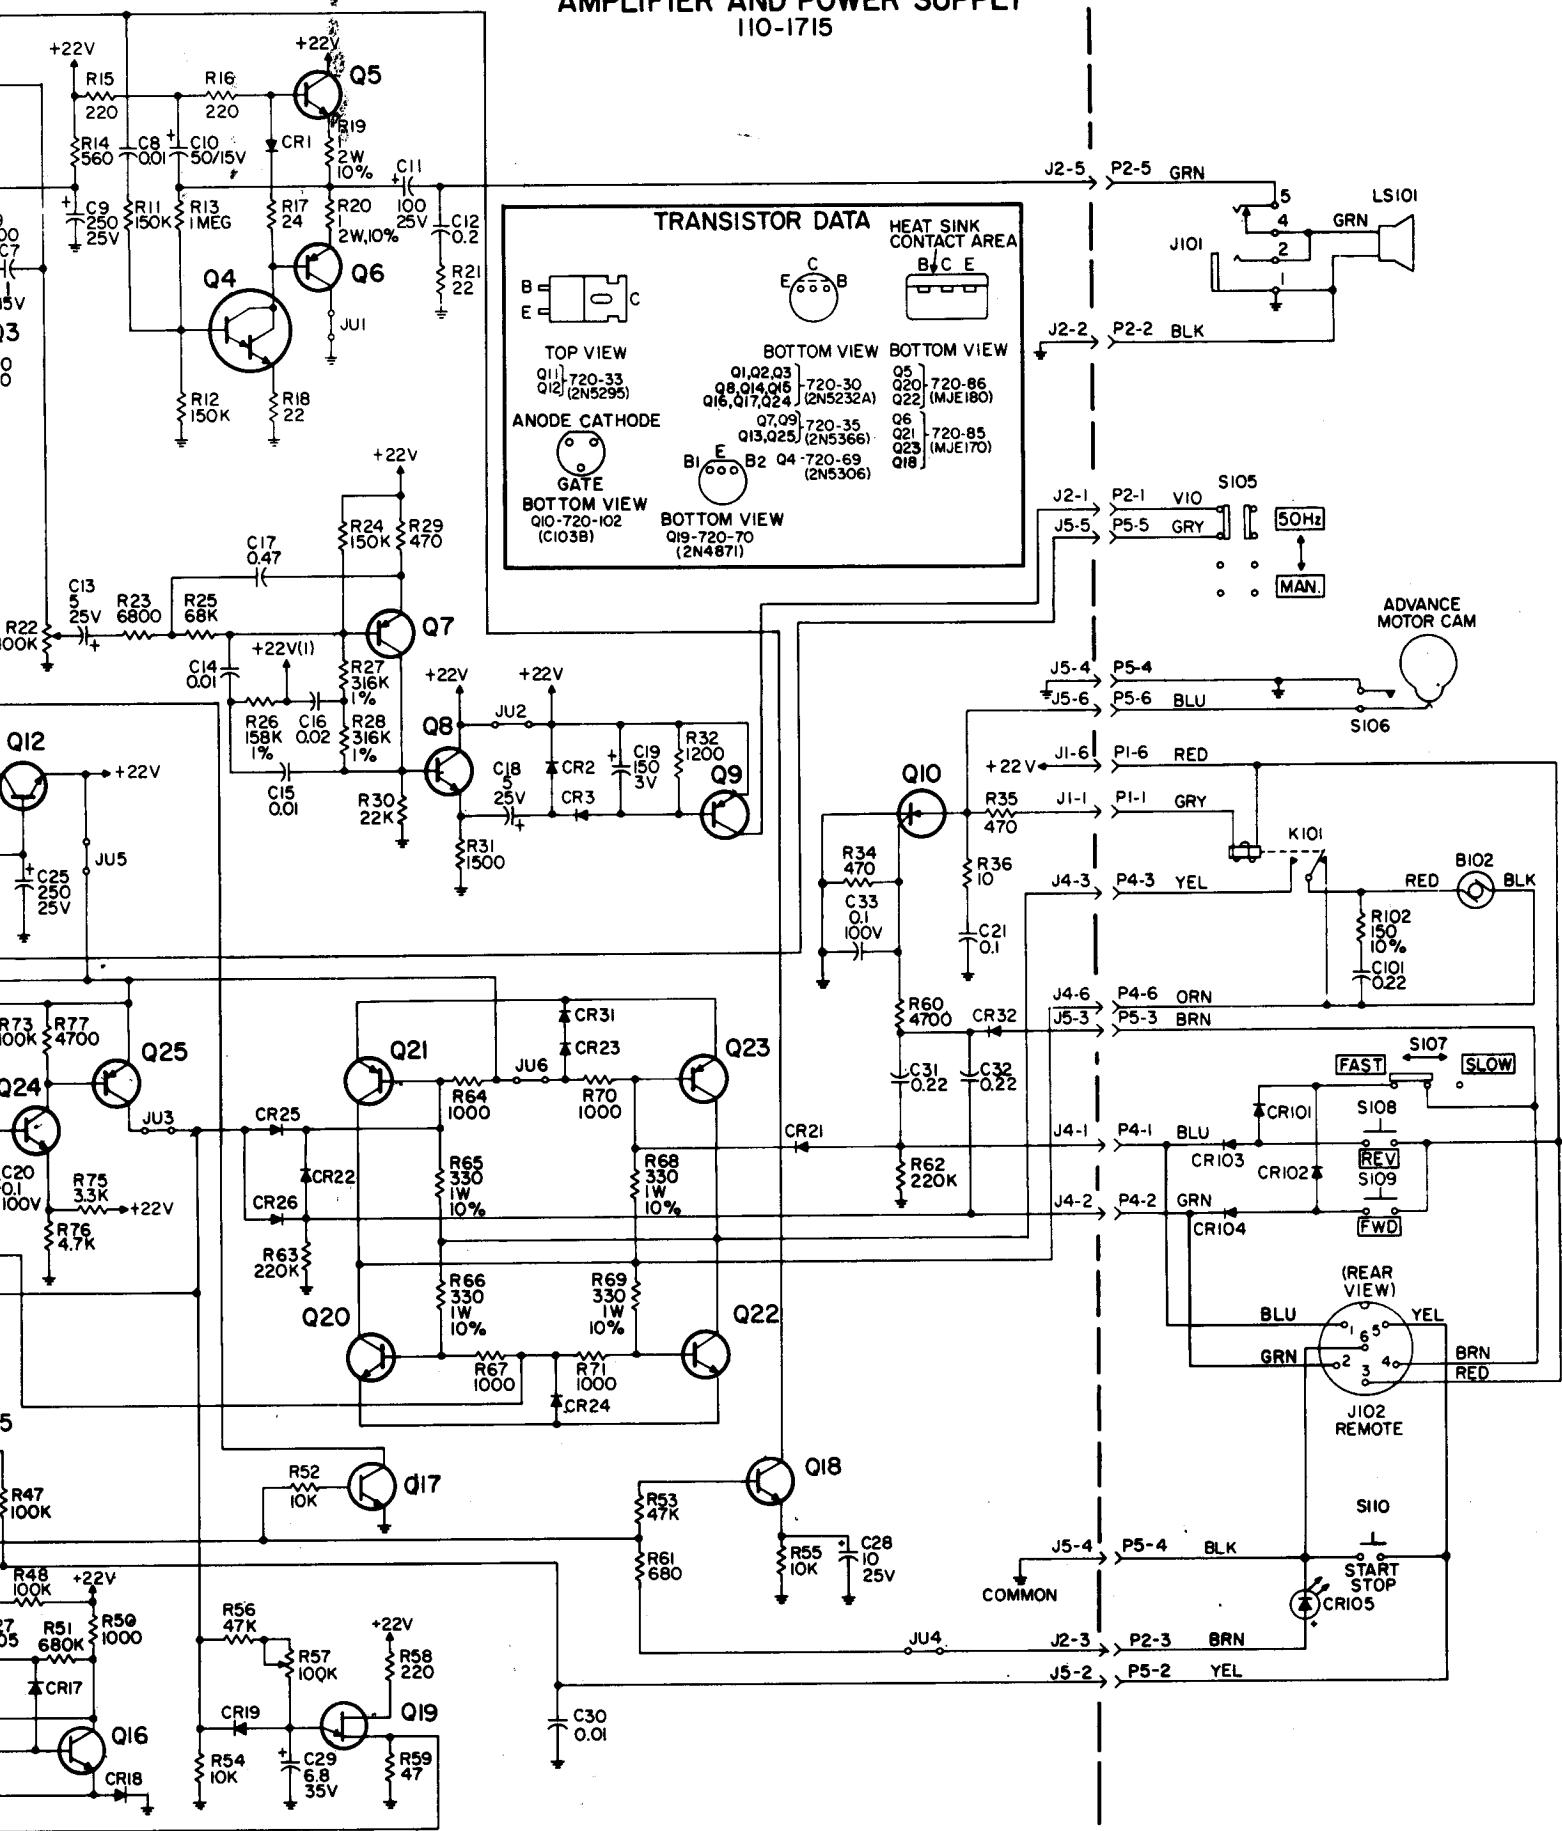 AMPLIFIER AND POWER SUPPLY
110-1715
+22V
R15
220
R16
220
+22V
Q5
R14
560
C8
0.01
+
C10
50/15V
CR1
R19
1
2W
10%
C9
250
25V
R11
150K
R13
1 MEG
R17
24
R20
1
2W,10%
+
C11
100
25V
C12
0.2
R21
22
Q4
Q6
JU1
R12
150K
R18
22
C7
15V
Q3
J2-5
P2-5
GRN
5
4
2
1
J101
GRN
LS101
J2-2
P2-2
BLK
TRANSISTOR DATA
HEAT SINK
CONTACT AREA
B C E
B
E
C
C
E B
TOP VIEW
BOTTOM VIEW
BOTTOM VIEW
Q11
Q12
720-33
(2N5295)
Q1,Q2,Q3
Q8,Q14,Q15
Q16,Q17,Q24
720-30
(2N5232A)
Q5
Q20
Q22
720-86
(MJE180)
ANODE CATHODE
GATE
BOTTOM VIEW
Q10-720-102
(C103B)
Q7,Q9
Q13,Q25
720-35
(2N5366)
Q4 -720-69
(2N5306)
Q6
Q21
Q23
Q18
720-85
(MJE170)
E
B1 B2
BOTTOM VIEW
Q19-720-70
(2N4871)
+22V
R24
150K
R29
470
C17
0.47
C13
5
25V
+
R23
6800
R25
68K
R22
100K
Q7
+22V(1)
C14
0.01
R27
316K
1%
R26
158K
1%
C16
0.02
R28
316K
1%
C15
0.01
R30
22K
+22V
+22V
JU2
Q8
C18
5
25V
+
CR2
CR3
C19
150
3V
+
R32
1200
Q9
R31
1500
J2-1
P2-1
VIO
J5-5
P5-5
GRY
S105
50Hz
MAN.
ADVANCE
MOTOR CAM
J5-4
P5-4
J5-6
P5-6
BLU
S106
+22V
J1-6
P1-6
RED
J1-1
P1-1
GRY
K101
Q10
R35
470
R34
470
R36
10
C33
0.1
100V
C21
0.1
J4-3
P4-3
YEL
RED
B102
BLK
R102
150
10%
C101
0.22
J4-6
P4-6
ORN
J5-3
P5-3
BRN
Q12
+22V
JU5
C25
250
25V
+
R73
100K
R77
4700
Q25
Q24
JU3
C20
0.1
100V
R75
3.3K
+22V
R76
4.7K
CR25
CR22
CR26
R63
220K
Q21
CR31
CR23
JU6
R64
1000
R70
1000
Q23
R65
330
1W
10%
R68
330
1W
10%
R66
330
1W
10%
R69
330
1W
10%
Q20
Q22
R67
1000
R71
1000
CR24
R60
4700
CR32
C31
0.22
C32
0.22
CR21
R62
220K
S107
FAST
SLOW
CR101
S108
J4-1
P4-1
BLU
CR103
CR102
REV
S109
J4-2
P4-2
GRN
CR104
FWD
(REAR
VIEW)
BLU
YEL
1
6
5
2
4
3
GRN
BRN
RED
J102
REMOTE
5
R47
100K
R52
10K
Q17
Q18
R53
47K
R61
680
R55
10K
C28
10
25V
+
R48
100K
+22V
R51
680K
R50
1000
CR17
Q16
CR18
R56
47K
R57
100K
+22V
R58
220
CR19
Q19
R54
10K
C29
6.8
35V
+
R59
47
C30
0.01
COMMON
J5-4
P5-4
BLK
S110
START
STOP
CR105
+
JU4
J2-3
P2-3
BRN
J5-2
P5-2
YEL